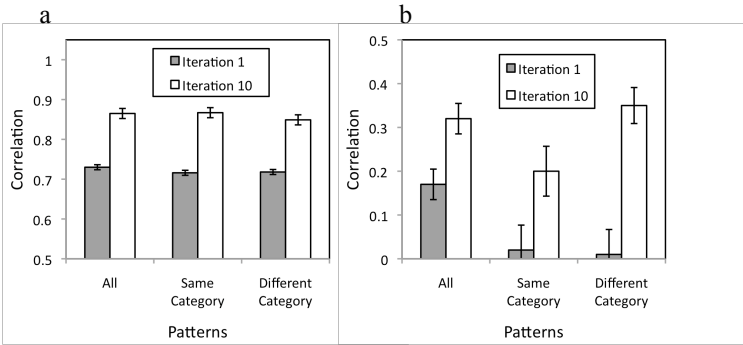 a
1
0.9
0.8
0.7
0.6
0.5
Correlation
Iteration 1
Iteration 10
All
Same Category
Different Category
Patterns
b
0.5
0.4
0.3
0.2
0.1
0
Correlation
Iteration 1
Iteration 10
All
Same Category
Different Category
Patterns